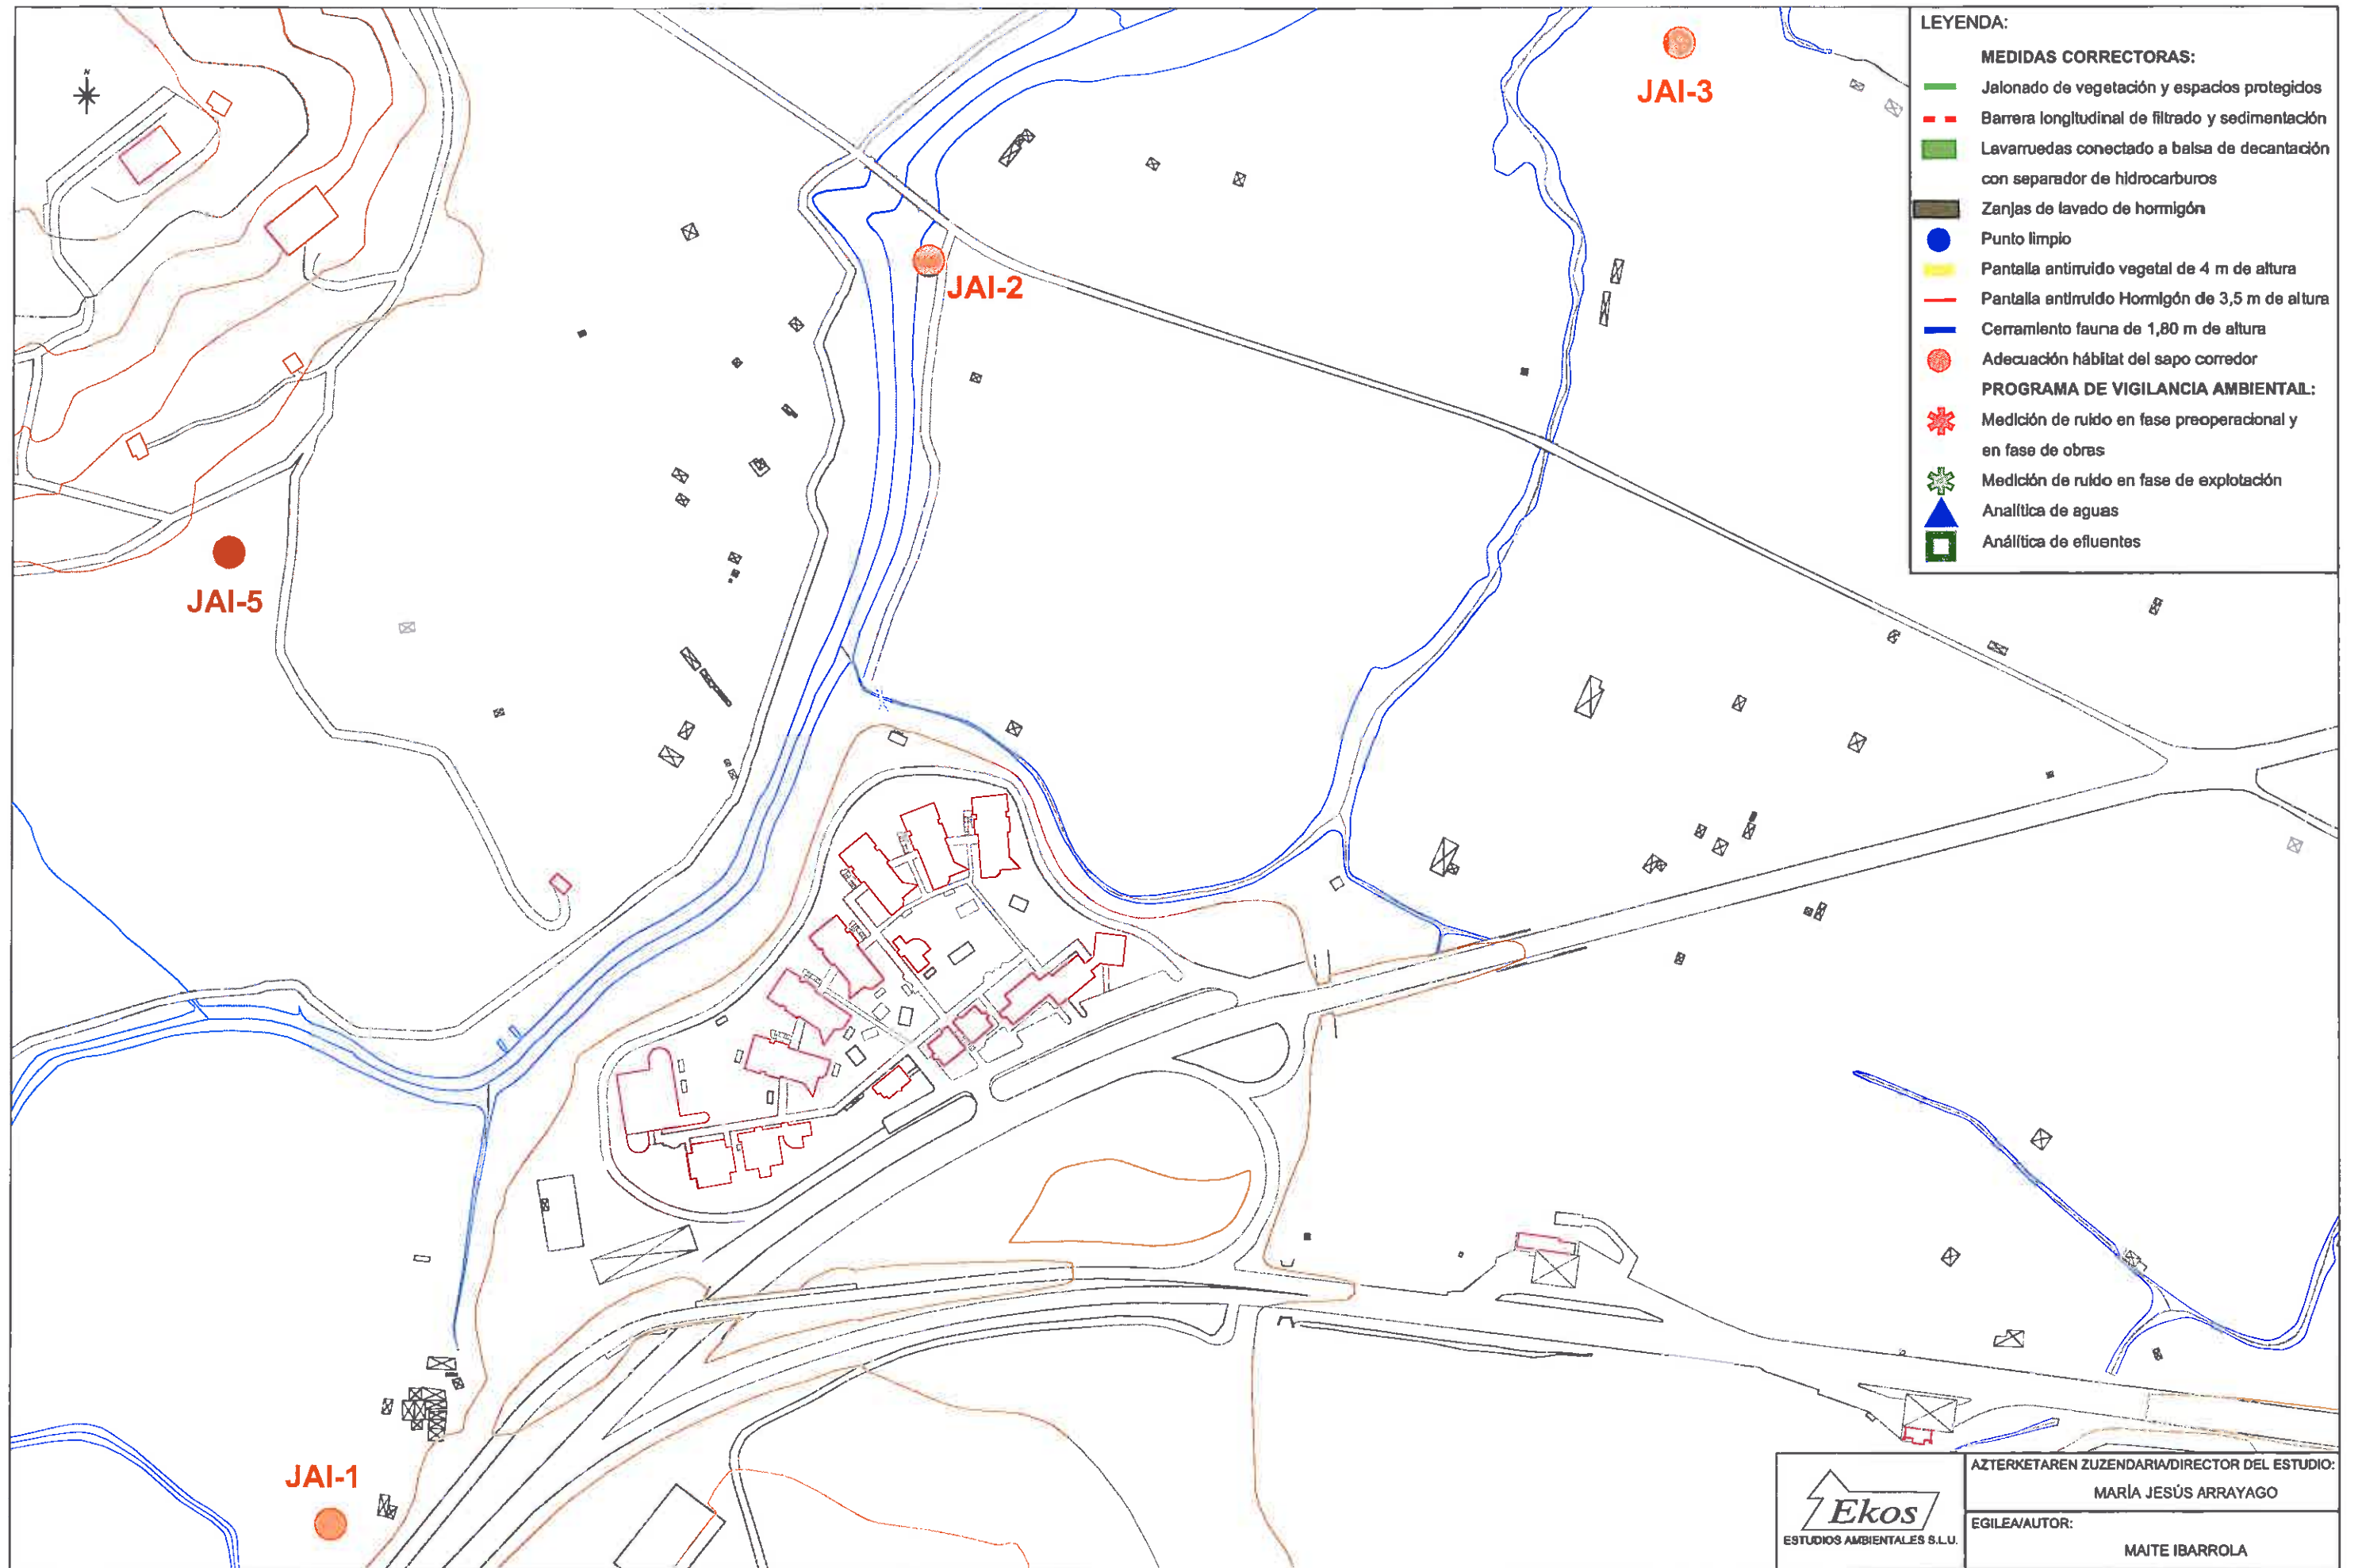 N
JAI-3
JAI-2
JAI-5
JAI-1
LEYENDA:
MEDIDAS CORRECTORAS:
Jalonado de vegetación y espacios protegidos
Barrera longitudinal de filtrado y sedimentación
Lavarruedas conectado a balsa de decantación
con separador de hidrocarburos
Zanjas de lavado de hormigón
Punto limpio
Pantalla antirruido vegetal de 4 m de altura
Pantalla antirruido Hormigón de 3,5 m de altura
Cerramiento fauna de 1,80 m de altura
Adecuación hábitat del sapo corredor
PROGRAMA DE VIGILANCIA AMBIENTAL:
Medición de ruido en fase preoperacional y
en fase de obras
Medición de ruido en fase de explotación
Analítica de aguas
Análítica de efluentes
Ekos
ESTUDIOS AMBIENTALES S.L.U.
AZTERKETAREN ZUZENDARIA/DIRECTOR DEL ESTUDIO:
MARÍA JESÚS ARRAYAGO
EGILEA/AUTOR:
MAITE IBARROLA